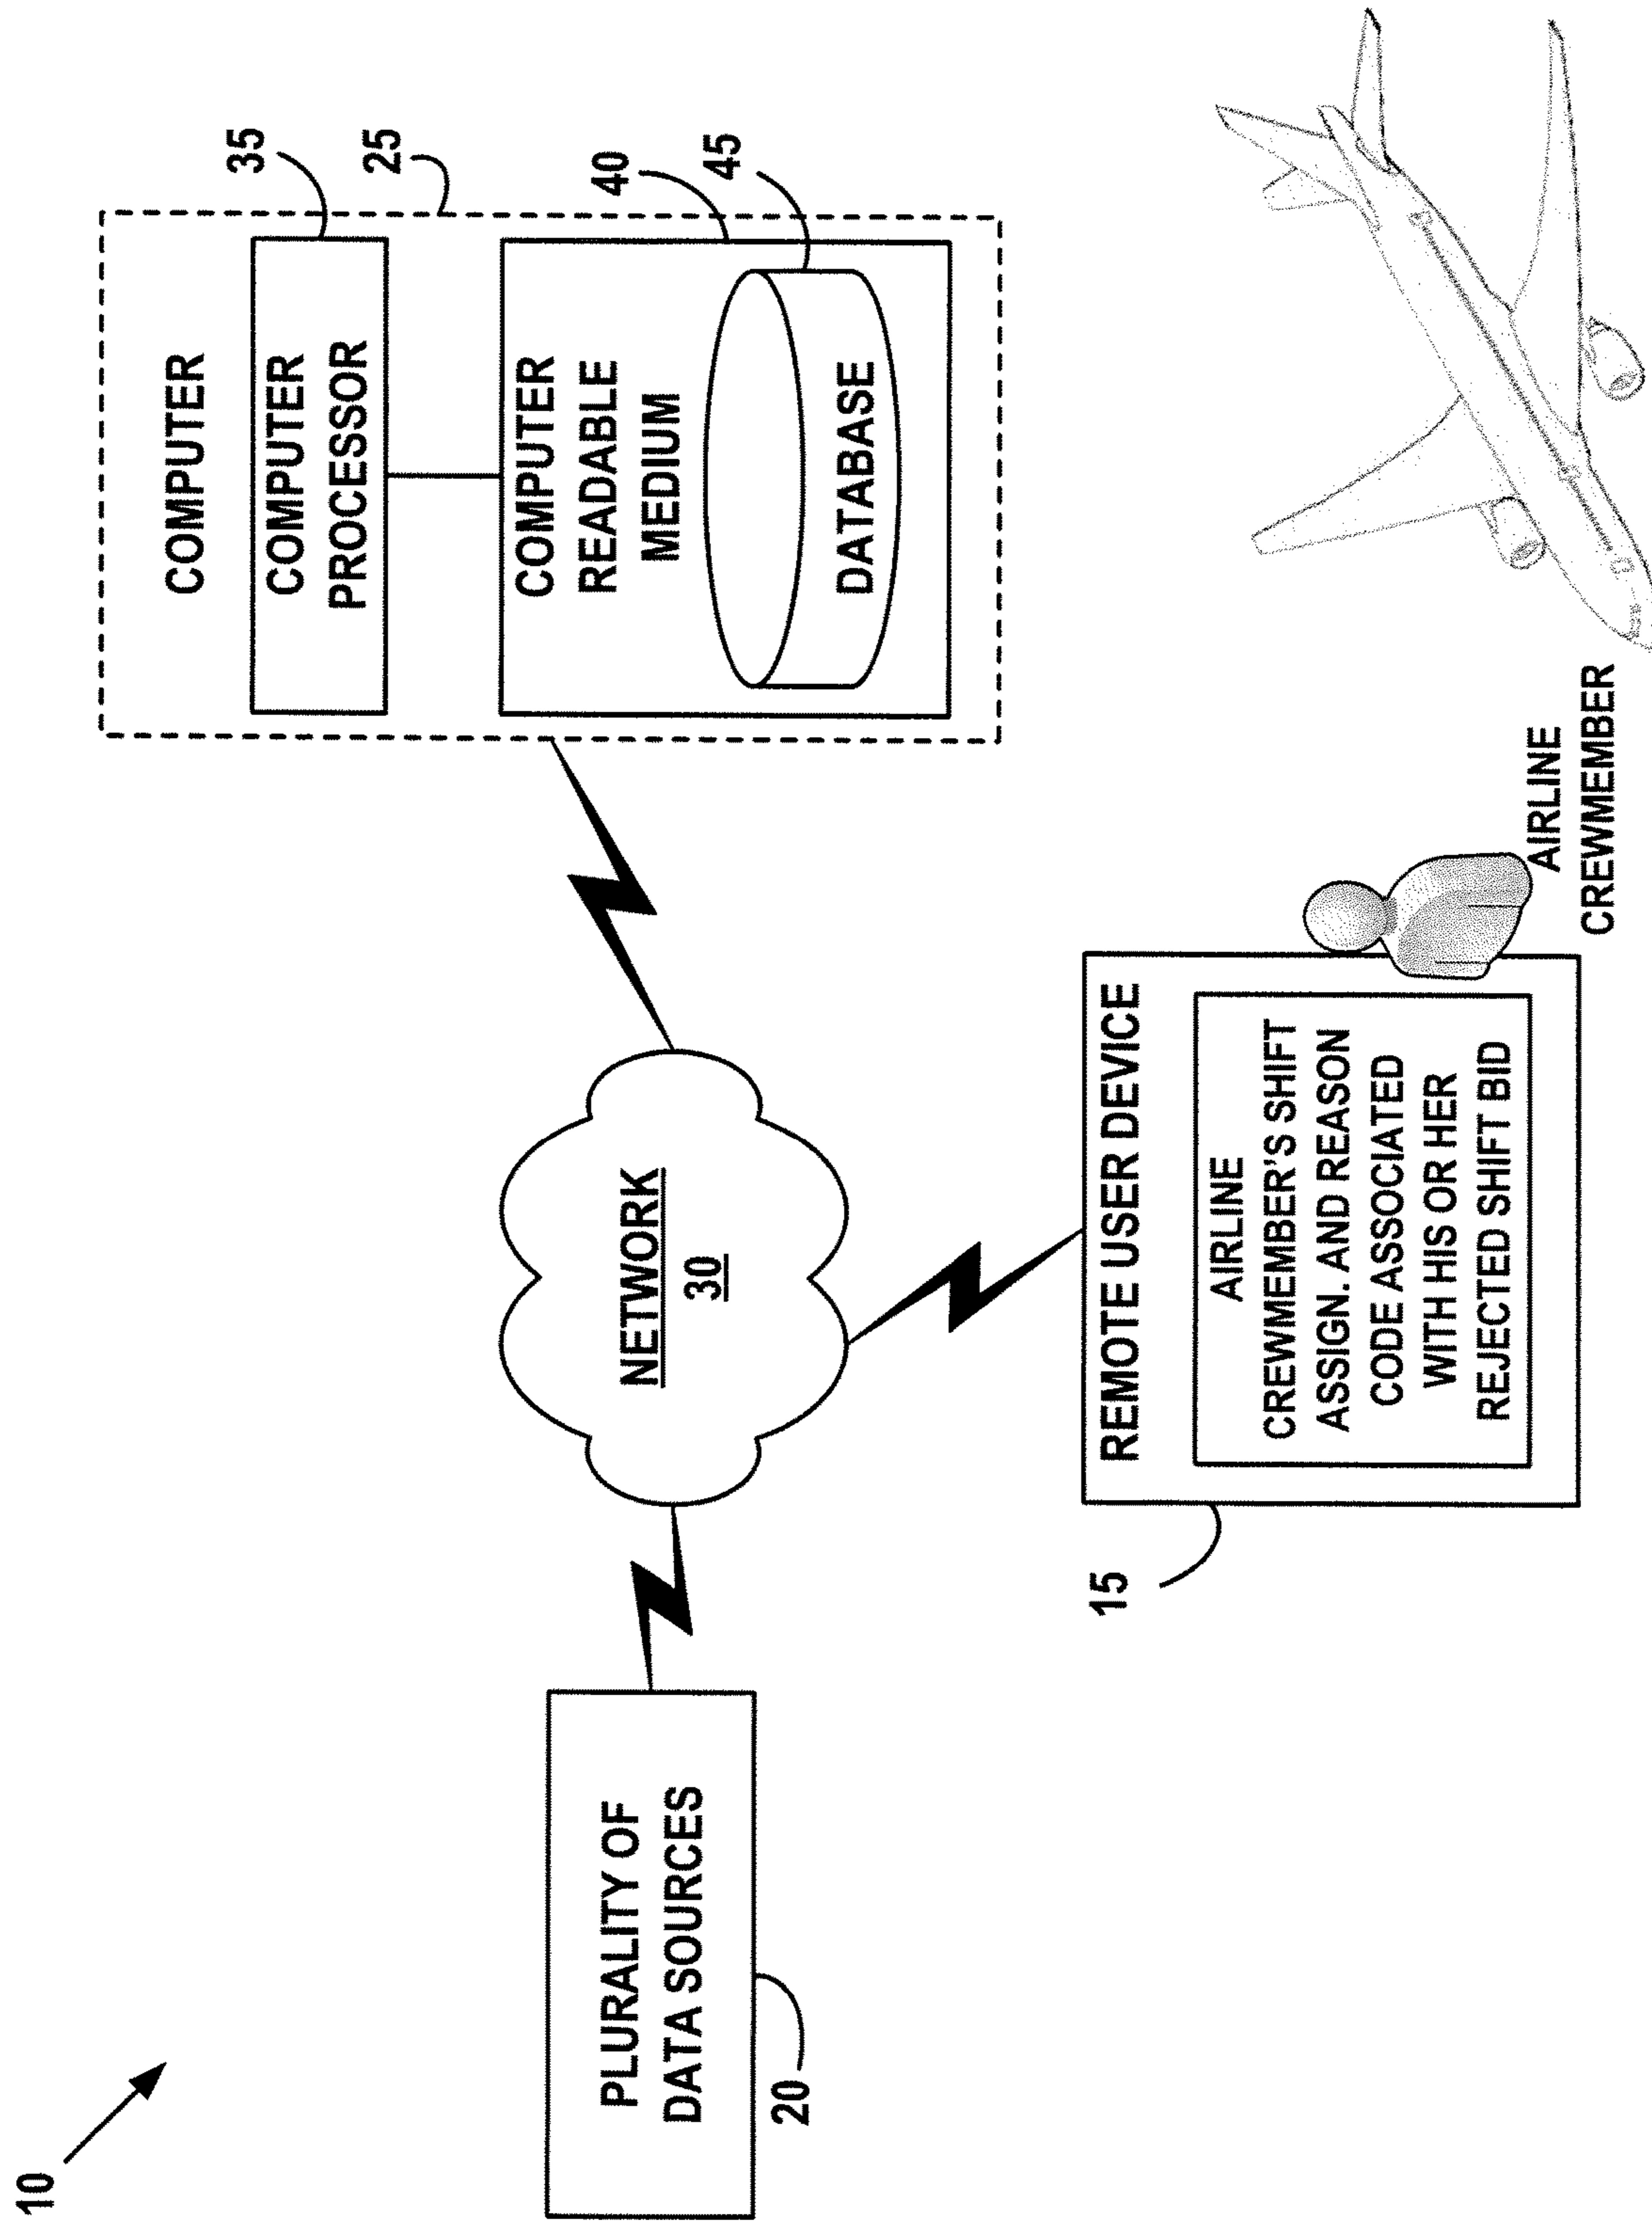 10
PLURALITY OF
DATA SOURCES
20
NETWORK
30
COMPUTER
COMPUTER
PROCESSOR
COMPUTER
READABLE
MEDIUM
DATABASE
35
25
40
45
REMOTE USER DEVICE
AIRLINE
CREWMEMBER'S SHIFT
ASSIGN. AND REASON
CODE ASSOCIATED
WITH HIS OR HER
REJECTED SHIFT BID
15
AIRLINE
CREWMEMBER